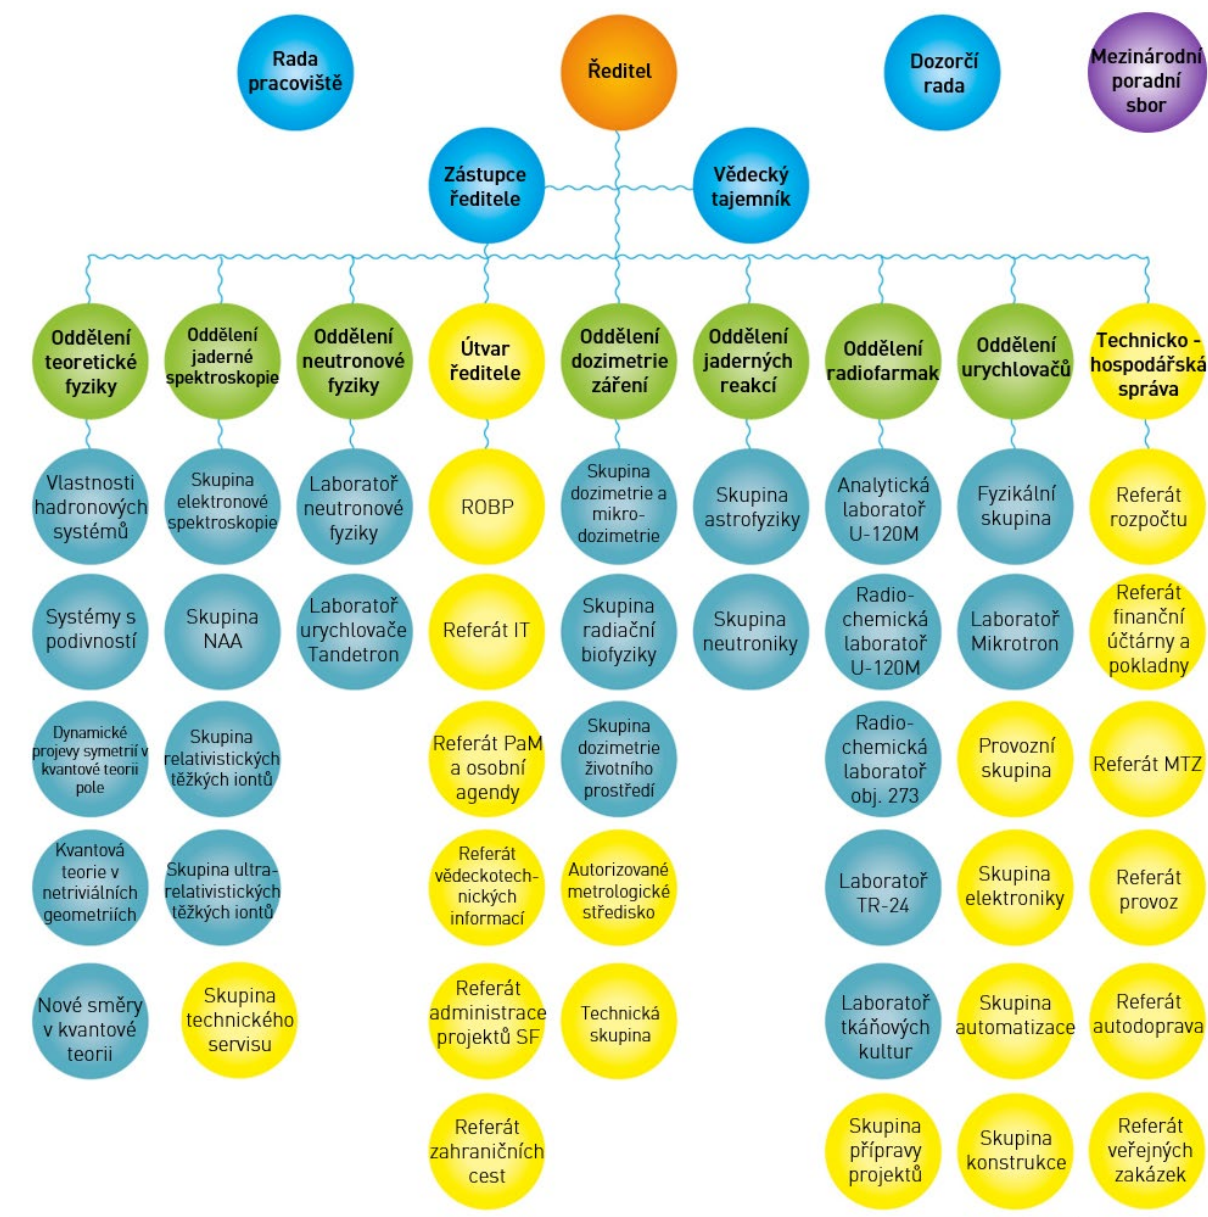 Rada
pracoviště
Ředitel
Dozorčí
rada
Mezinárodní
poradní
sbor
Zástupce
ředitele
Vědecký
tajemník
Oddělení
teoretické
fyziky
Oddělení
jaderné
spektroskopie
Oddělení
neutronové
fyziky
Útvar
ředitele
Oddělení
dozimetrie
záření
Oddělení
jaderných
reakcí
Oddělení
radiofarmak
Oddělení
urychlovačů
Technicko -
hospodářská
správa
Vlastnosti
hadronových
systémů
Skupina
elektronové
spektroskopie
Laboratoř
neutronové
fyziky
ROBP
Skupina
dozimetrie a
mikro-
dozimetrie
Skupina
astrofyziky
Analytická
laboratoř
U-120M
Fyzikální
skupina
Referát
rozpočtu
Systémy s
podivností
Skupina
NAA
Laboratoř
urychlovače
Tandetron
Referát IT
Skupina
radiační
biofyziky
Skupina
neutroniky
Radio-
chemická
laboratoř
U-120M
Laboratoř
Mikrotron
Referát
finanční
účtárny a
pokladny
Dynamické
projevy symetrií v
kvantové teorii
pole
Skupina
relativistických
těžkých iontů
Referát PaM
a osobní
agendy
Skupina
dozimetrie
životního
prostředí
Radio-
chemická
laboratoř
obj. 273
Provozní
skupina
Referát MTZ
Kvantová
teorie v
netriviálních
geometriích
Skupina ultra-
relativistických
těžkých iontů
Referát
vědeckotech-
nických
informací
Autorizované
metrologické
středisko
Laboratoř
TR-24
Skupina
elektroniky
Referát
provoz
Nové směry
v kvantové
teorii
Skupina
technického
servisu
Referát
administrace
projektů SF
Technická
skupina
Laboratoř
tkáňových
kultur
Skupina
automatizace
Referát
autodoprava
Referát
zahraničních
cest
Skupina
přípravy
projektů
Skupina
konstrukce
Referát
veřejných
zakázek